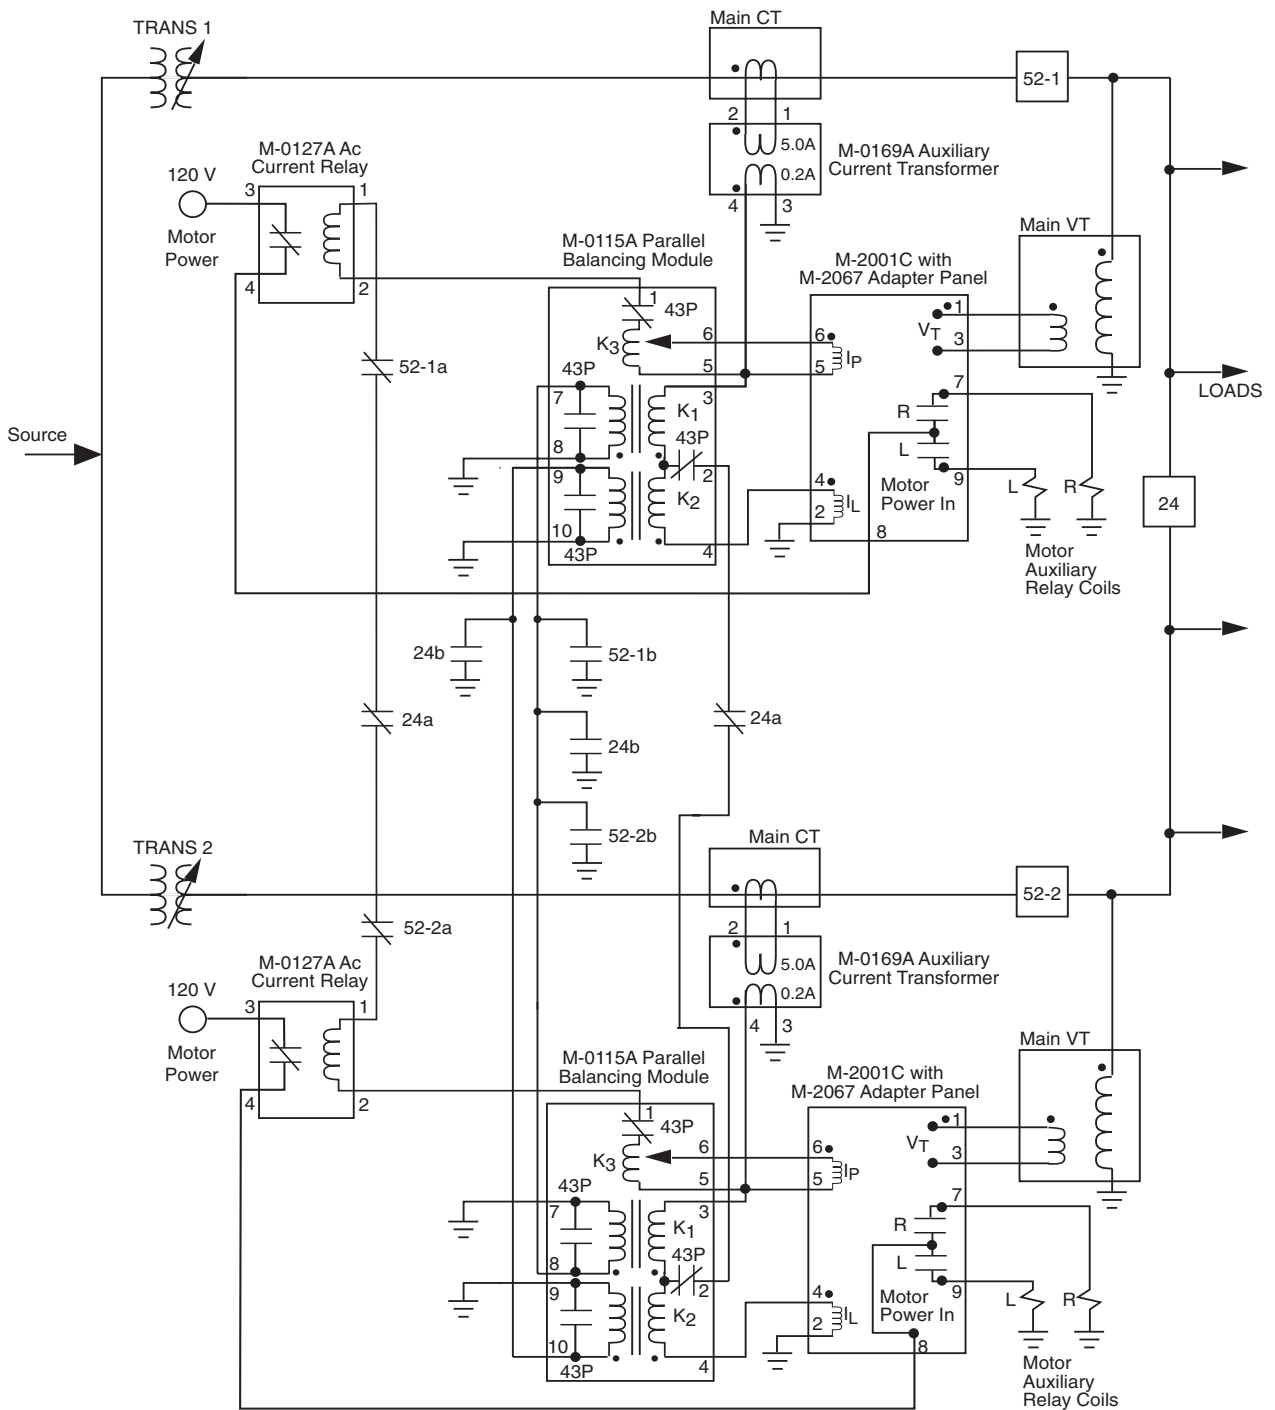 TRANS 1
Main CT
52-1
2
1
5.0A
0.2A
4
3
M-0169A Auxiliary
Current Transformer
M-0127A Ac
Current Relay
120 V
3
1
Motor
Power
4
2
M-0115A Parallel
Balancing Module
M-2001C with
M-2067 Adapter Panel
Main VT
1
43P
K3
6
5
6
5
IP
VT
1
3
43P
7
3
K1
43P
8
9
2
K2
10
43P
4
4
2
IL
7
R
L
9
Motor
Power In
8
L
R
Motor
Auxiliary
Relay Coils
LOADS
24
52-1a
Source
24b
52-1b
24a
24a
24b
52-2b
TRANS 2
Main CT
52-2
2
1
5.0A
0.2A
4
3
M-0169A Auxiliary
Current Transformer
52-2a
M-0127A Ac
Current Relay
120 V
3
1
Motor
Power
4
2
M-0115A Parallel
Balancing Module
M-2001C with
M-2067 Adapter Panel
Main VT
1
43P
K3
6
5
6
5
IP
VT
1
3
43P
7
3
K1
43P
8
9
2
K2
10
43P
4
4
2
IL
7
R
L
9
Motor
Power In
8
L
R
Motor
Auxiliary
Relay Coils